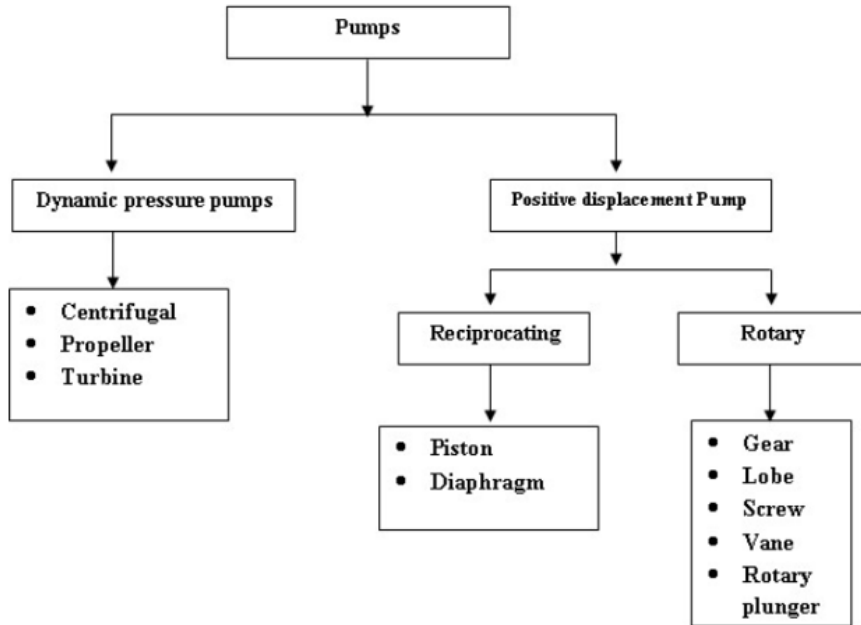 Pumps
Dynamic pressure pumps
Positive displacement Pump
• Centrifugal
• Propeller
• Turbine
Reciprocating
Rotary
• Piston
• Diaphragm
• Gear
• Lobe
• Screw
• Vane
• Rotary
plunger